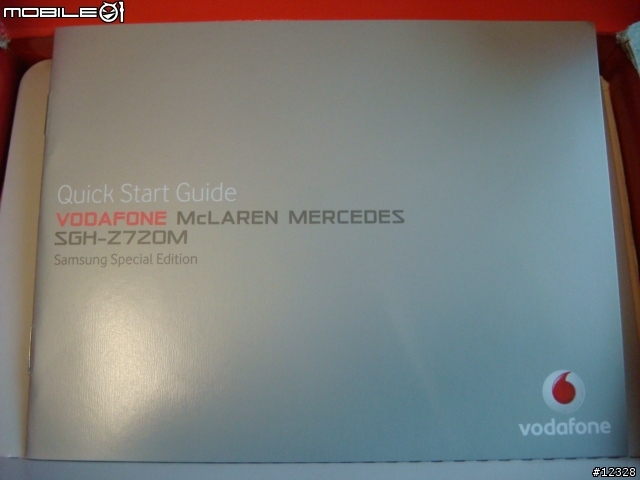 MOBILE01
Quick Start Guide
VODAFONE McLAREN MERCEDES
SGH-Z720M
Samsung Special Edition
vodafone
#12328